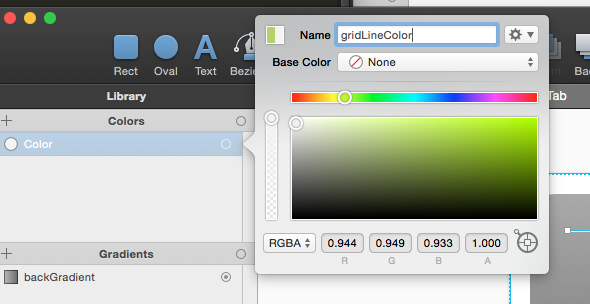 Name gridLineColor
Base Color None
Rect Oval Text Bezi
Bac
Library
Tab
Colors
Color
RGBA 0.944 0.949 0.933 1.000
R G B A
Gradients
backGradient